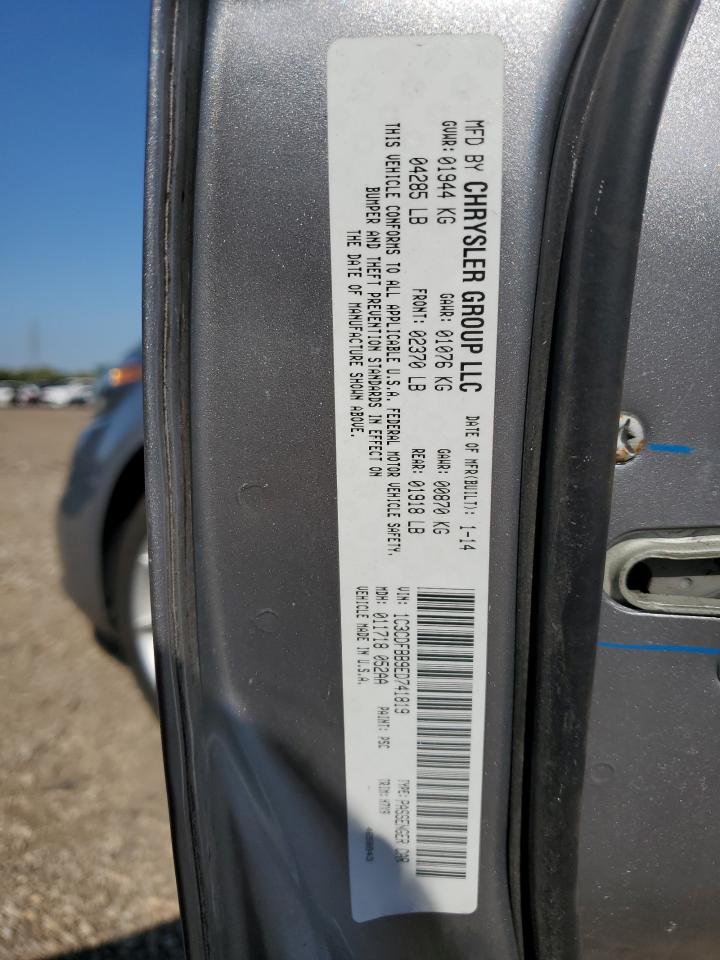 MFD BY CHRYSLER GROUP LLC DATE OF MFR(BUILT): 1-14
GVWR: 01944 KG GAWR: 01076 KG GAWR: 00870 KG
04285 LB FRONT: 02370 LB REAR: 01918 LB
THIS VEHICLE CONFORMS TO ALL APPLICABLE U.S.A. FEDERAL MOTOR VEHICLE SAFETY,
BUMPER AND THEFT PREVENTION STANDARDS IN EFFECT ON
THE DATE OF MANUFACTURE SHOWN ABOVE.
VIN: 1C3CDFBB9ED741819 TYPE: PASSENGER CAR
MDH: 011718 052AA PAINT: PSC TRIM:
VEHICLE MADE IN U.S.A.